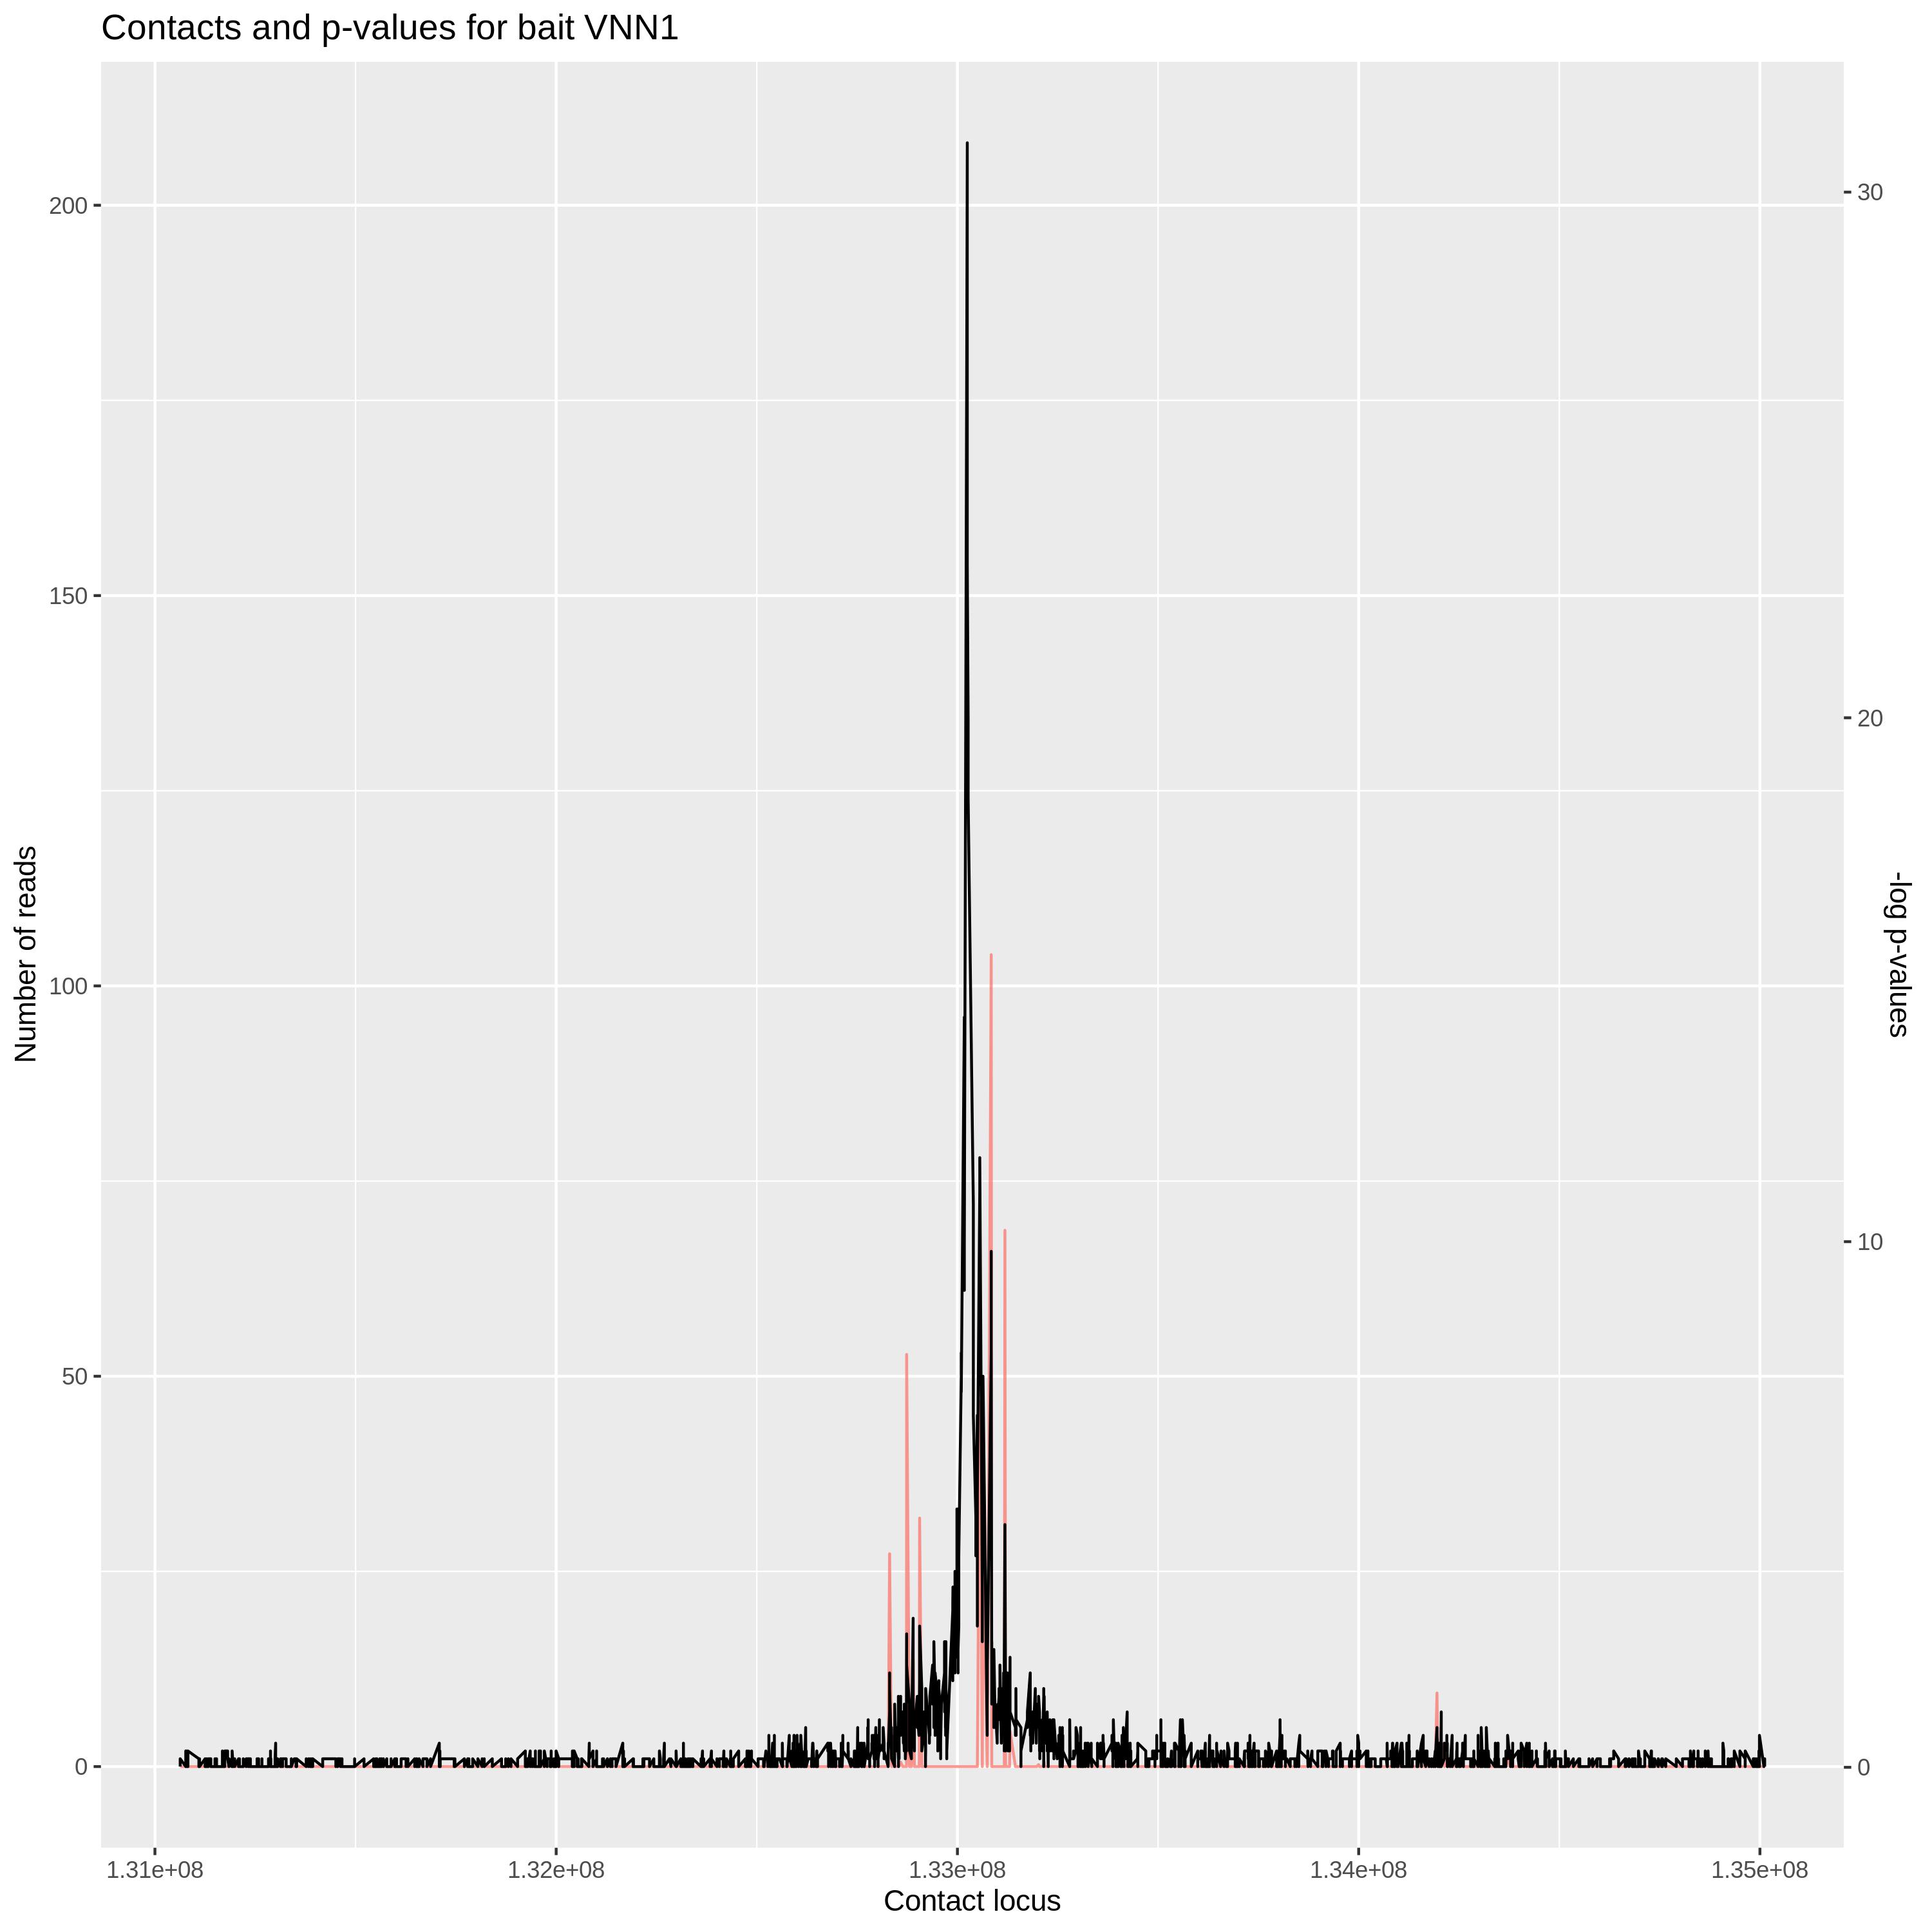 Contacts and p-values for bait VNN1
200
150
100
50
0
Number of reads
30
20
10
0
-log p-values
1.31e+08
1.32e+08
1.33e+08
1.34e+08
1.35e+08
Contact locus